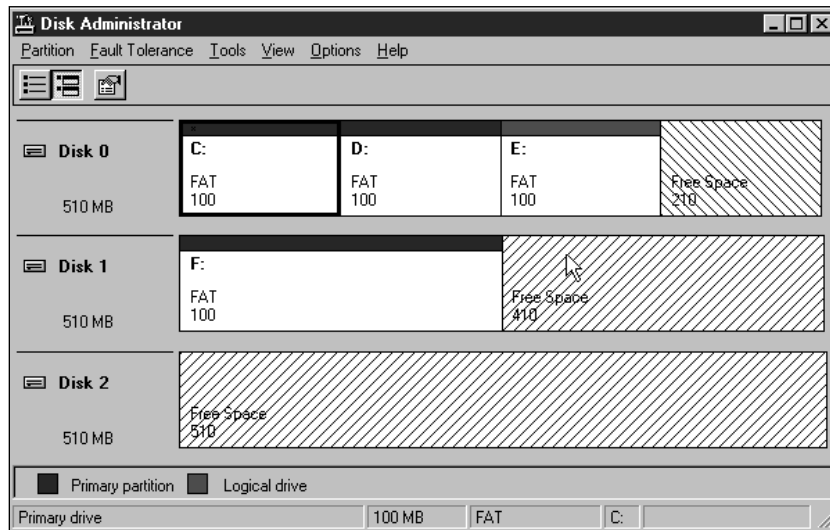 Disk Administrator
Partition Fault Tolerance Tools View Options Help
Disk 0
510 MB
C:
FAT
100
D:
FAT
100
E:
FAT
100
Free Space
210
Disk 1
510 MB
F:
FAT
100
Free Space
410
Disk 2
510 MB
Free Space
510
Primary partition Logical drive
Primary drive 100 MB FAT C: